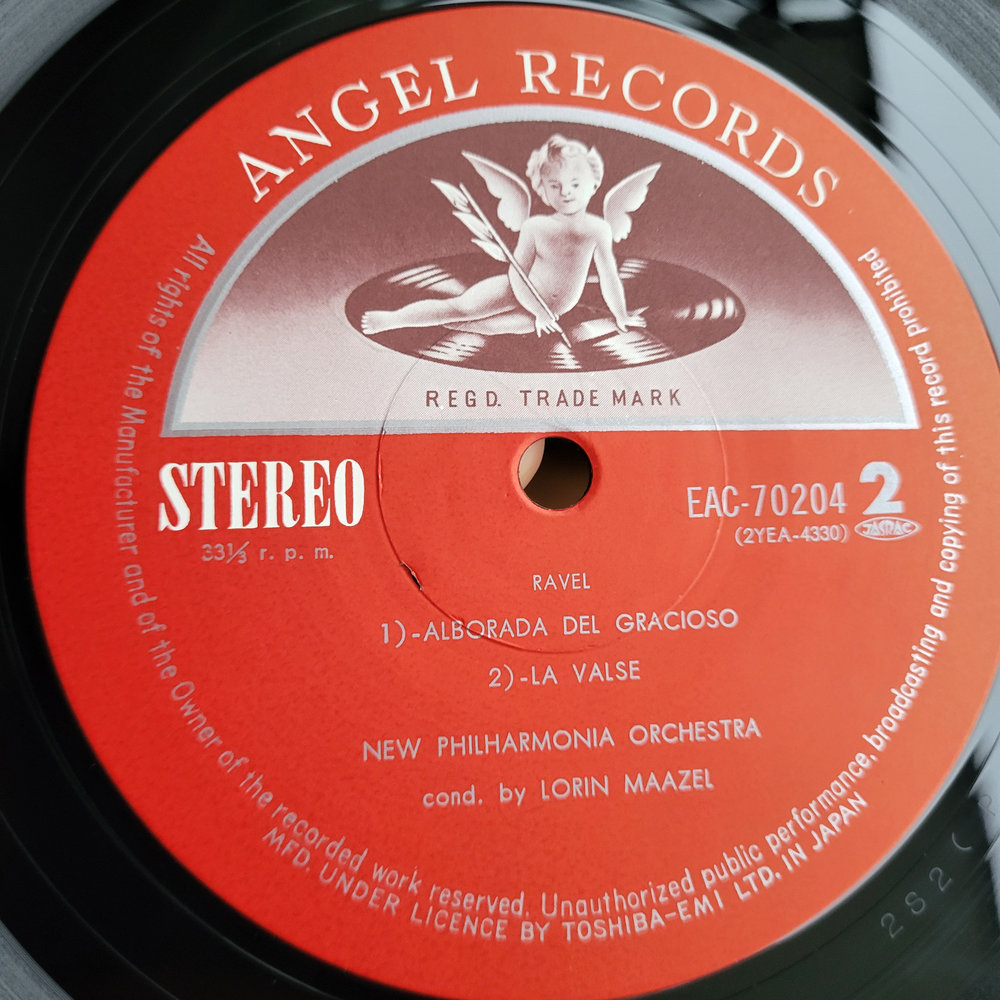 ANGEL RECORDS
REGD. TRADE MARK
STEREO
33⅓ r. p. m.
EAC-70204 2
(2YEA-4330) JASRAC
RAVEL
1)-ALBORADA DEL GRACIOSO
2)-LA VALSE
NEW PHILHARMONIA ORCHESTRA
cond. by LORIN MAAZEL
All rights of the Manufacturer and of the Owner of the recorded work reserved. Unauthorized public performance, broadcasting and copying of this record prohibited
MFD. UNDER LICENCE BY TOSHIBA-EMI LTD. IN JAPAN
2S2